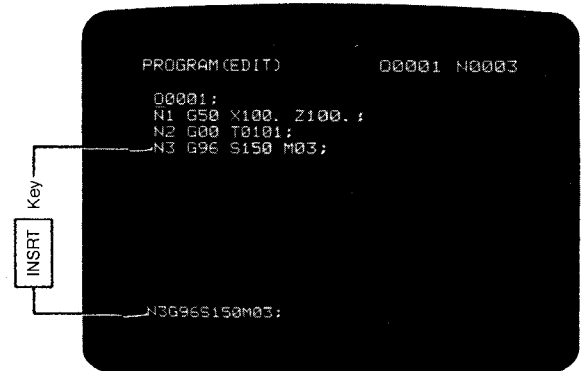 PROGRAM(EDIT) O0001 N0003
O0001;
N1 G50 X100. Z100.;
N2 G00 T0101;
N3 G96 S150 M03;
Key
INSRT
N3G96S150M03;